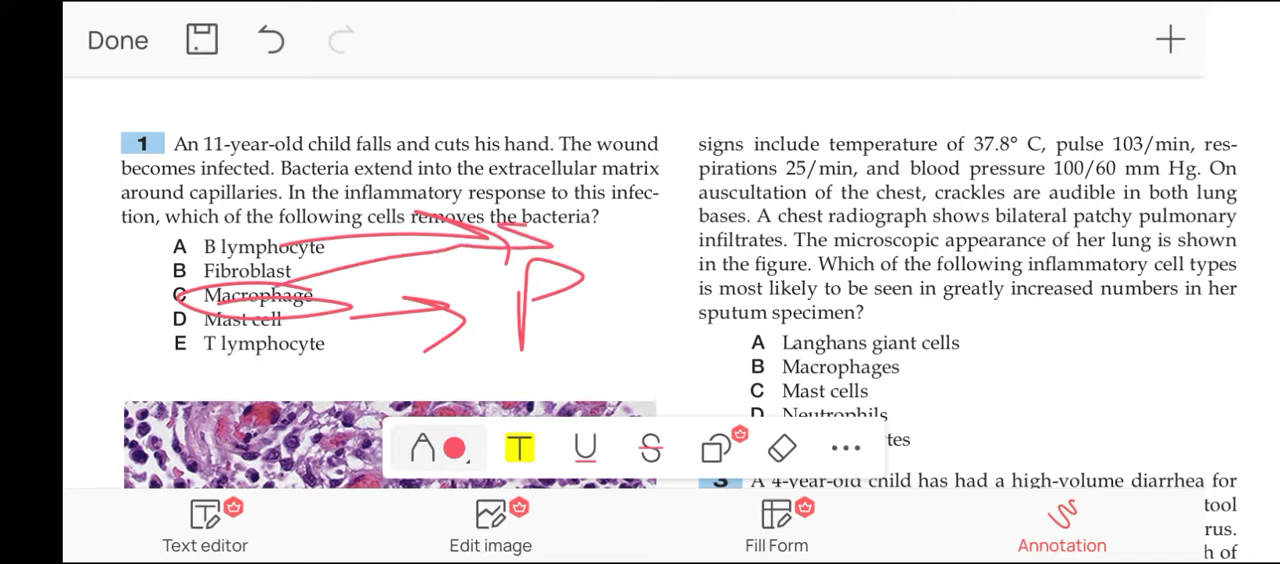 Done
1 An 11-year-old child falls and cuts his hand. The wound
becomes infected. Bacteria extend into the extracellular matrix
around capillaries. In the inflammatory response to this infec-
tion, which of the following cells removes the bacteria?
A B lymphocyte
B Fibroblast
C Macrophage
D Mast cell
E T lymphocyte
P
signs include temperature of 37.8° C, pulse 103/min, res-
pirations 25/min, and blood pressure 100/60 mm Hg. On
auscultation of the chest, crackles are audible in both lung
bases. A chest radiograph shows bilateral patchy pulmonary
infiltrates. The microscopic appearance of her lung is shown
in the figure. Which of the following inflammatory cell types
is most likely to be seen in greatly increased numbers in her
sputum specimen?
A Langhans giant cells
B Macrophages
C Mast cells
D Neutrophils
tes
3 A 4-year-old child has had a high-volume diarrhea for
tool
rus.
h of
T U S
Text editor
Edit image
Fill Form
Annotation